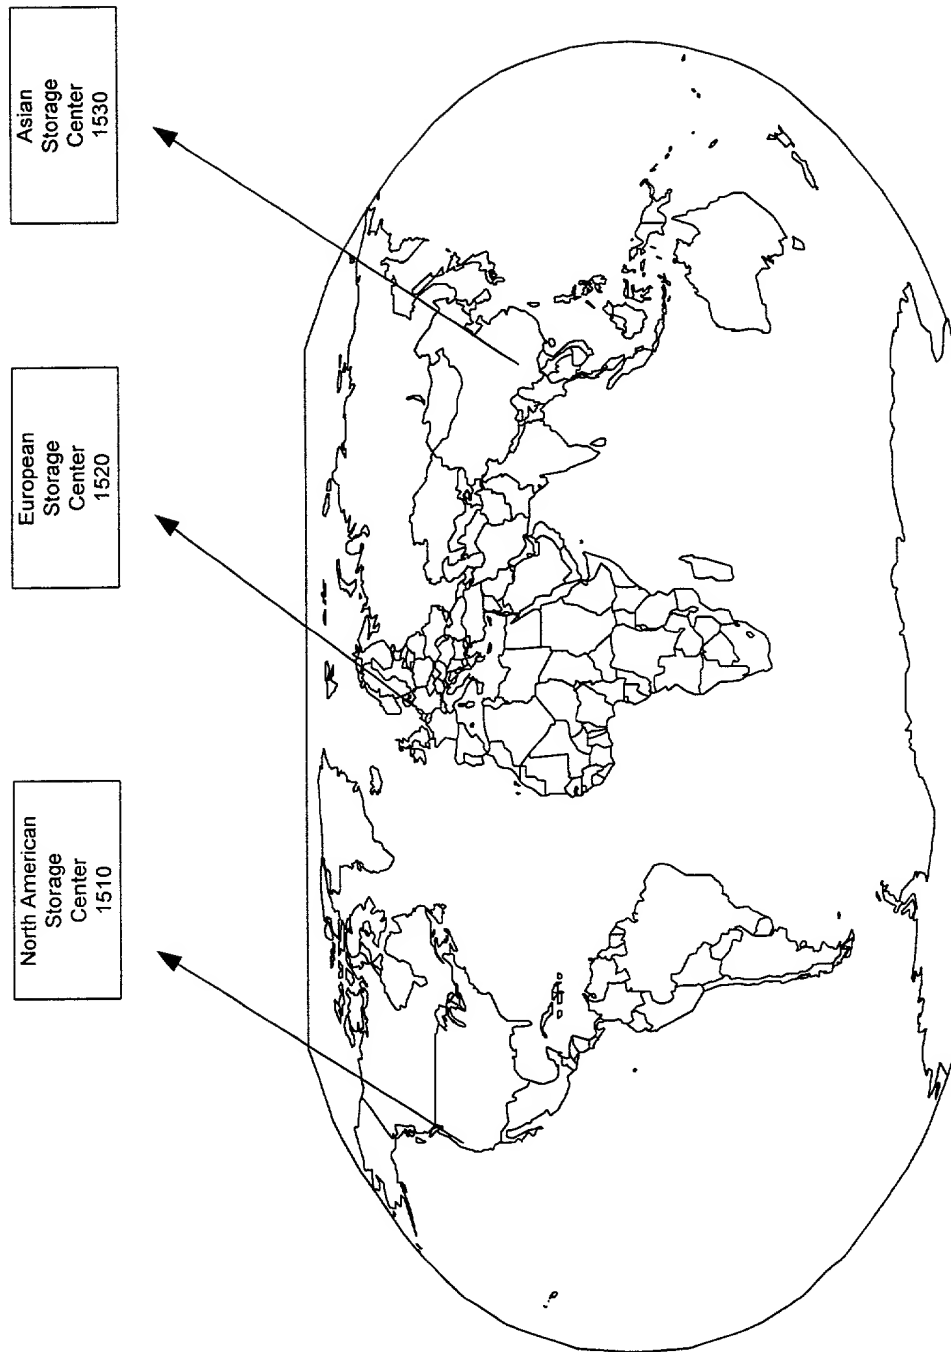 North American
Storage
Center
1510
European
Storage
Center
1520
Asian
Storage
Center
1530